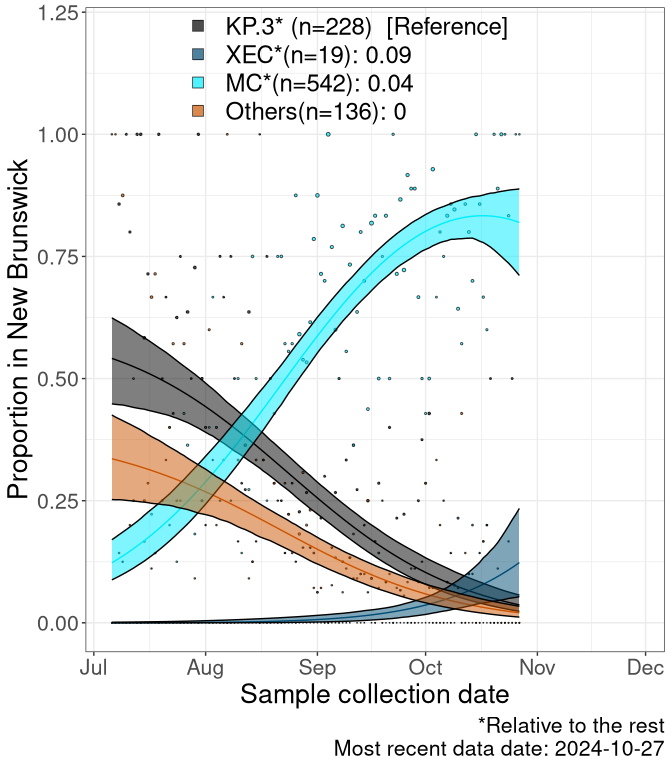 KP.3* (n=228)  [Reference]
XEC*(n=19): 0.09
MC*(n=542): 0.04
Others(n=136): 0
Proportion in New Brunswick
1.25
1.00
0.75
0.50
0.25
0.00
Jul Aug Sep Oct Nov Dec
Sample collection date
*Relative to the rest
Most recent data date: 2024-10-27